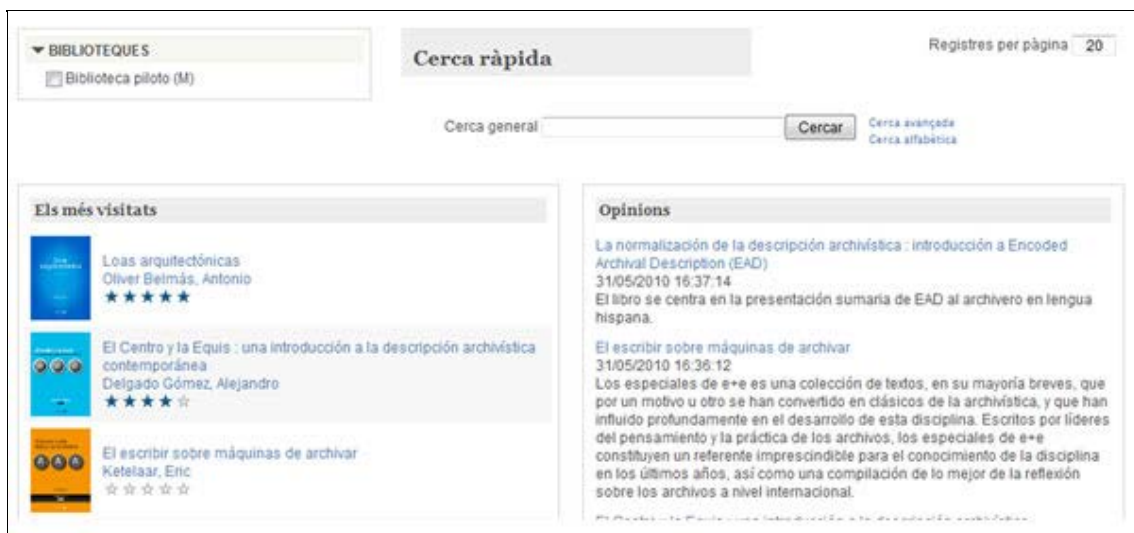 BIBLIOTEQUES
Biblioteca piloto (M)
Cerca ràpida
Registres per pàgina 20
Cerca general
Cercar
Cerca avançada
Cerca alfabètica
Els més visitats
Loas arquitectónicas
Oliver Belmás, Antonio
El Centro y la Equis : una introducción a la descripción archivística
contemporánea
Delgado Gómez, Alejandro
El escribir sobre máquinas de archivar
Ketelaar, Eric
Opinions
La normalización de la descripción archivística : introducción a Encoded
Archival Description (EAD)
31/05/2010 16:37:14
El libro se centra en la presentación sumaria de EAD al archivero en lengua
hispana.
El escribir sobre máquinas de archivar
31/05/2010 16:36:12
Los especiales de e+e es una colección de textos, en su mayoría breves, que
por un motivo u otro se han convertido en clásicos de la archivística, y que han
influido profundamente en el desarrollo de esta disciplina. Escritos por líderes
del pensamiento y la práctica de los archivos, los especiales de e+e
constituyen un referente imprescindible para el conocimiento de la disciplina
en los últimos años, así como una compilación de lo mejor de la reflexión
sobre los archivos a nivel internacional.